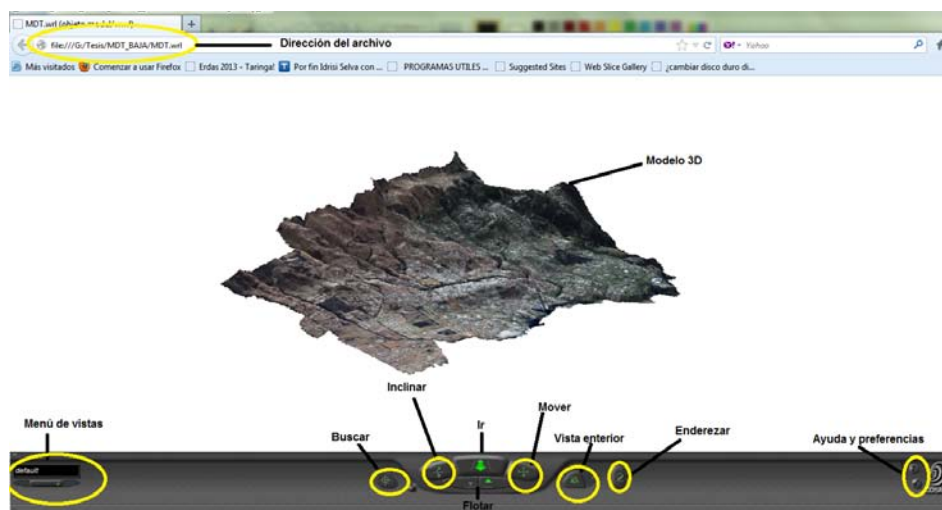 MDT.wrl
file:///G:/Tesis/MDT_BAJA/MDT.wrl
Dirección del archivo
Yahoo
Más visitados Comenzar a usar Firefox Erdas 2013 - Taringa! Por fin Idrisi Selva con ... PROGRAMAS UTILES ... Suggested Sites Web Slice Gallery ¿cambiar disco duro di...
Modelo 3D
Inclinar
Menú de vistas
Buscar
Ir
Mover
Vista enterior
Enderezar
Ayuda y preferencias
default
Flotar